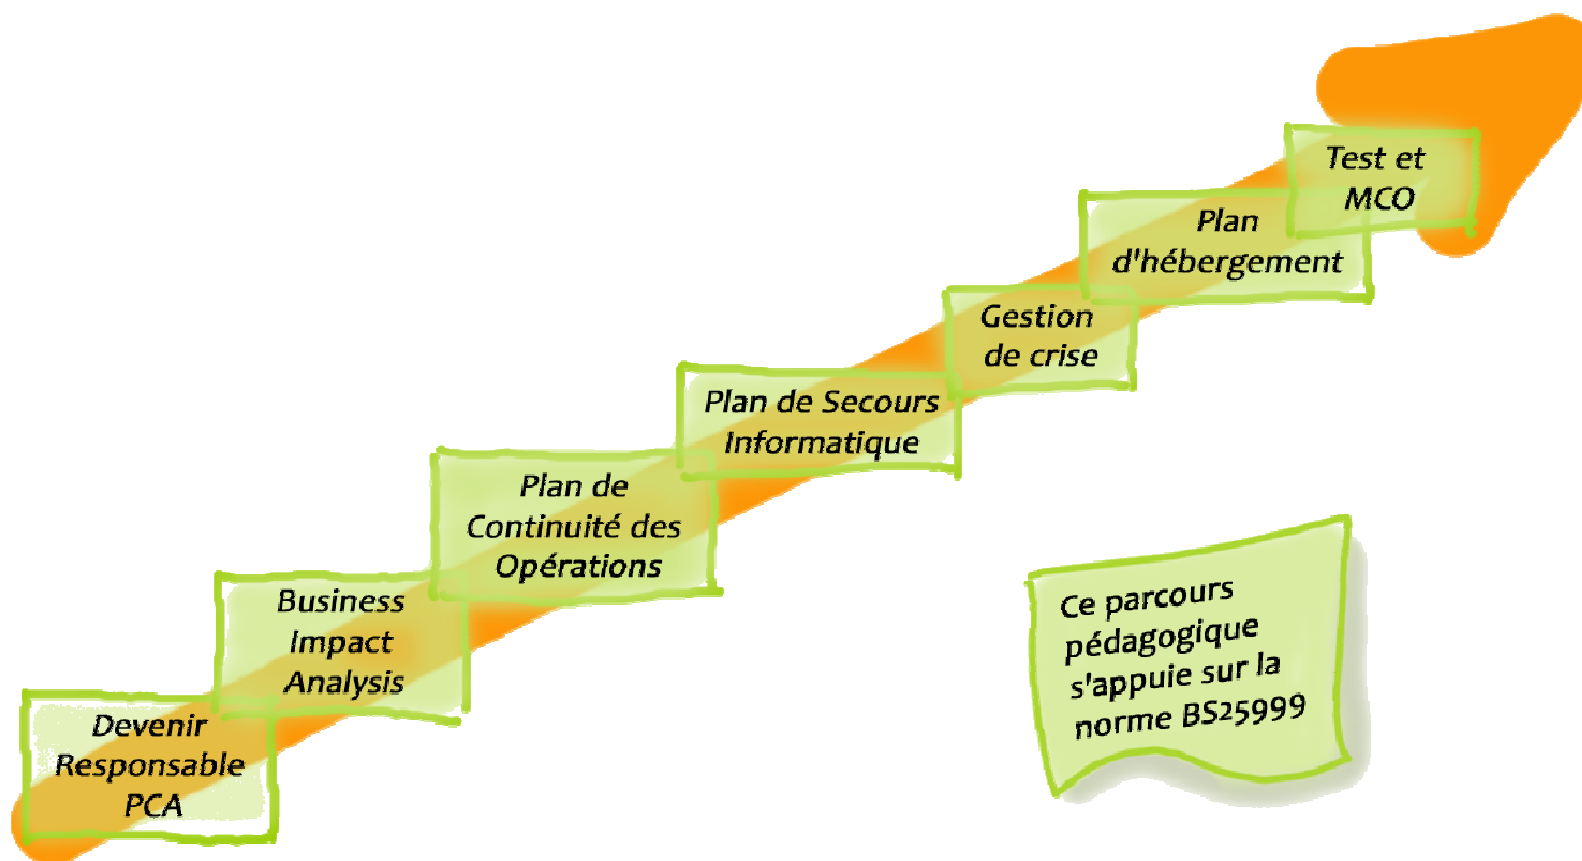 Devenir
Responsable
PCA
Business
Impact
Analysis
Plan de
Continuité des
Opérations
Plan de Secours
Informatique
Gestion
de crise
Plan
d'hébergement
Test et
MCO
Ce parcours
pédagogique
s'appuie sur la
norme BS25999